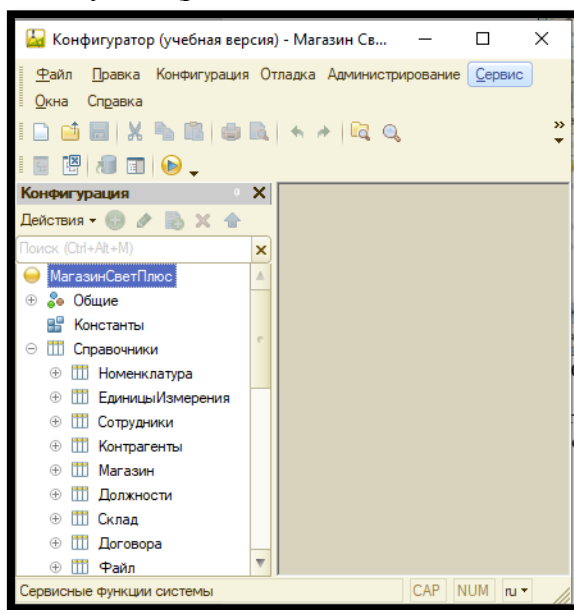 Конфигуратор (учебная версия) - Магазин Св...
Файл Правка Конфигурация Отладка Администрирование Сервис
Окна Справка
Конфигурация
Действия
Поиск (Ctrl+Alt+M)
МагазинСветПлюс
Общие
Константы
Справочники
Номенклатура
ЕдиницыИзмерения
Сотрудники
Контрагенты
Магазин
Должности
Склад
Договора
Файл
Сервисные функции системы CAP NUM ru